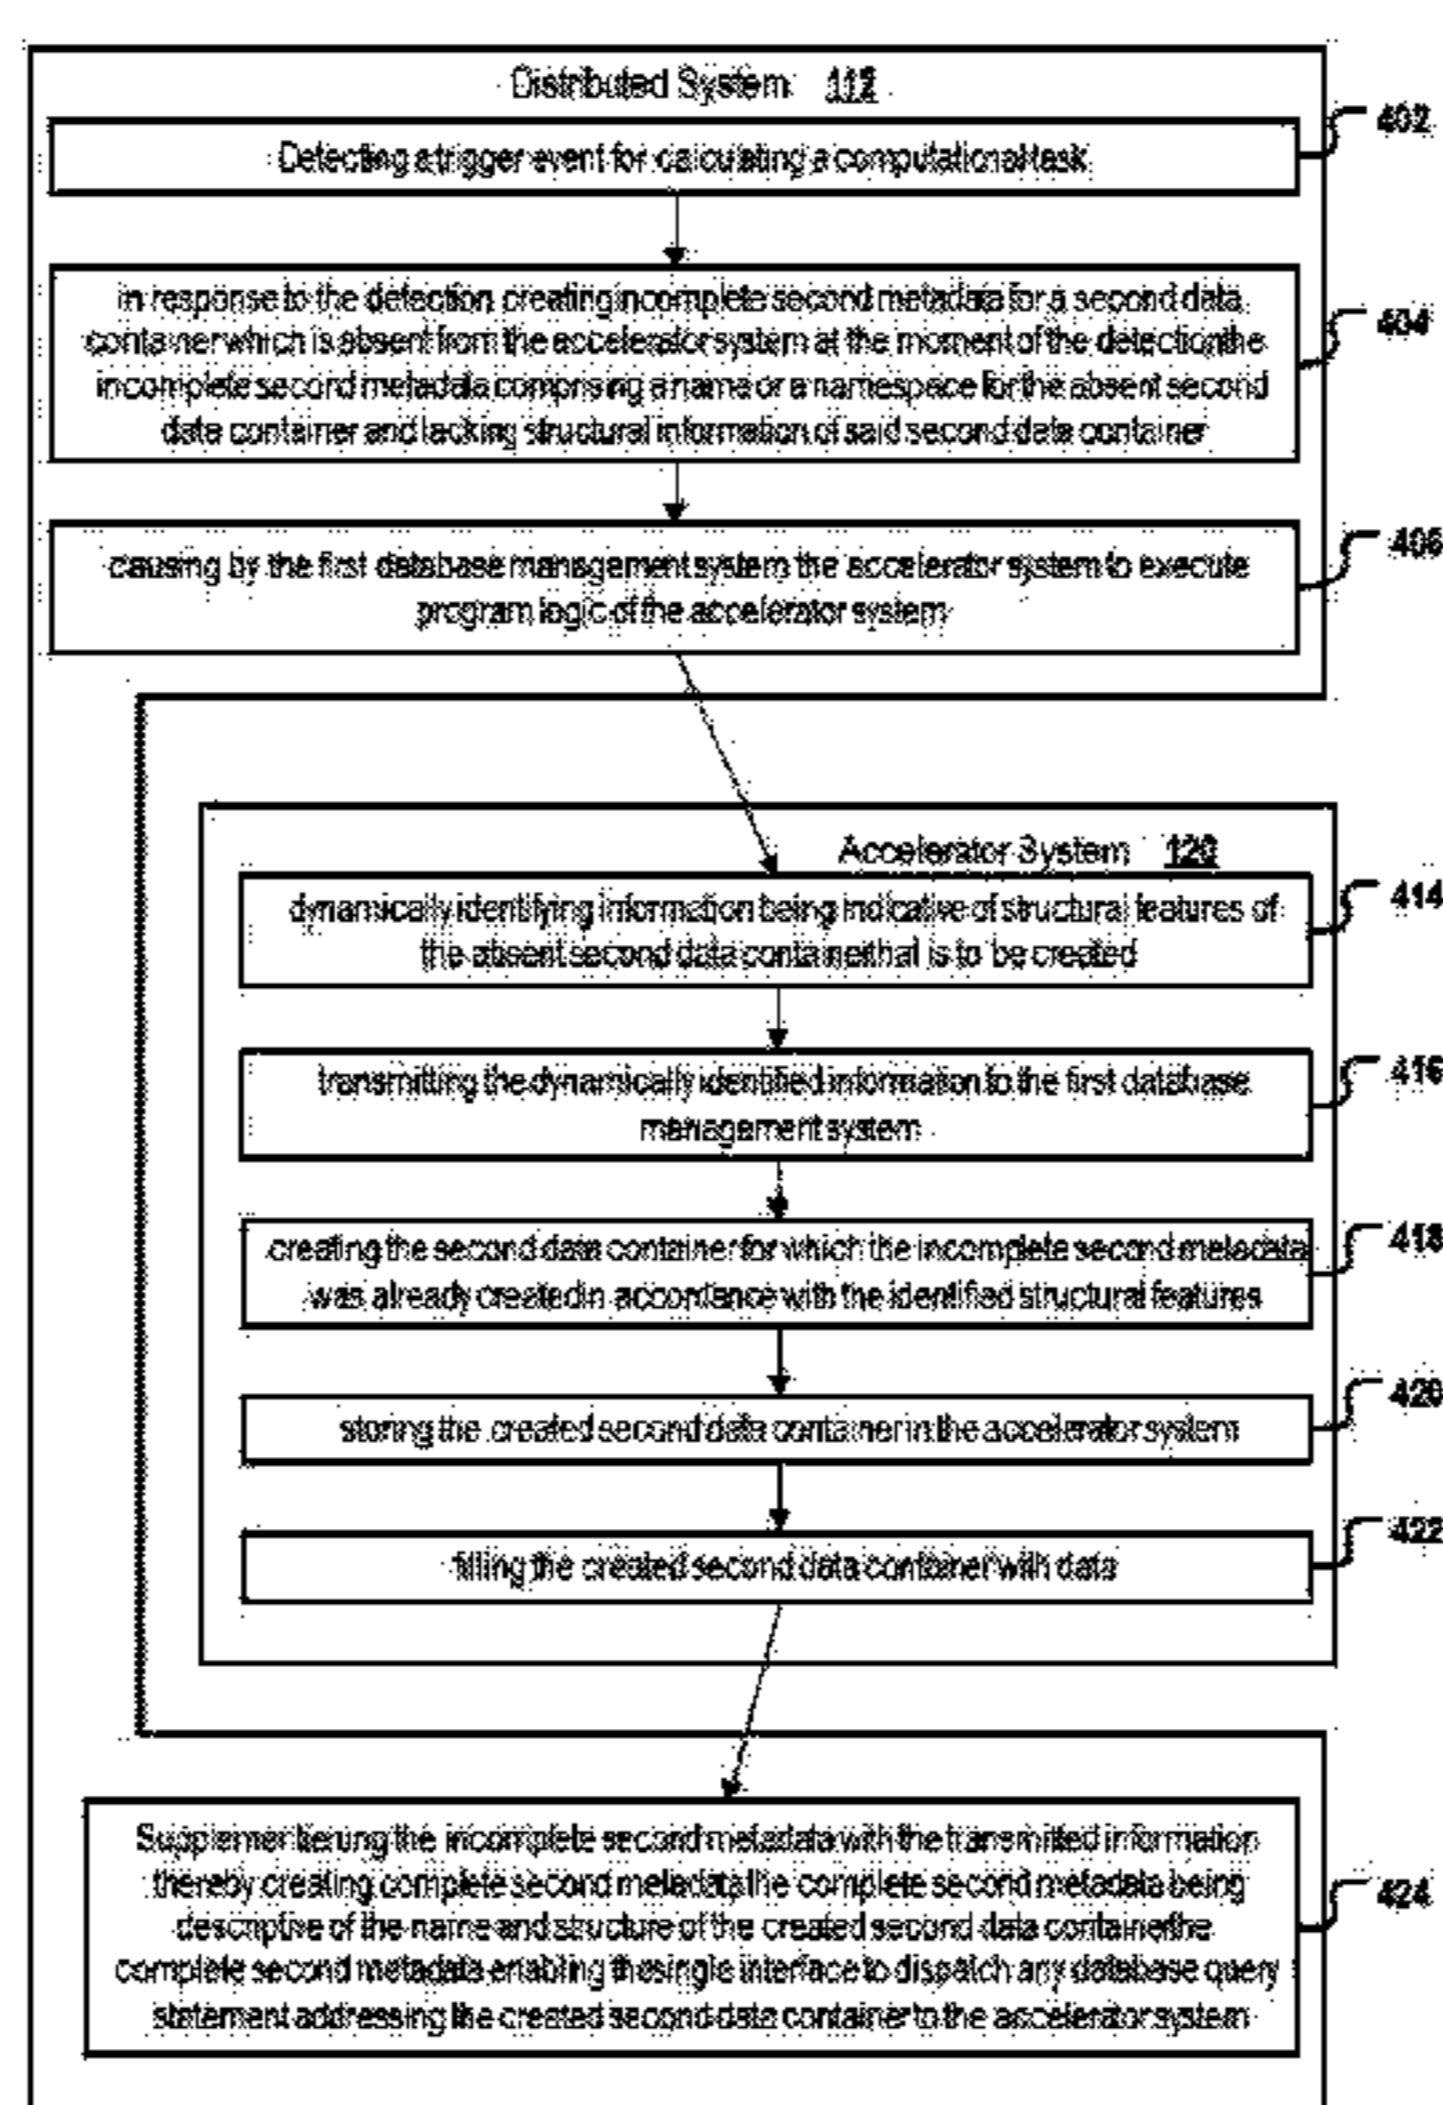 Distributed System 112
402
Detecting a trigger event for calculating a computational task
in response to the detection, creating incomplete second metadata for a second data
404
container which is absent from the accelerator system at the moment of the detection the
incomplete second metadata comprising a name or a namespace for the absent second
data container and lacking structural information of said second data container
406
causing by the first database management system the accelerator system to execute
program logic of the accelerator system
Accelerator System 120
414
dynamically identifying information being indicative of structural features of
the absent second data container that is to be created
416
transmitting the dynamically identified information to the first database
management system
418
creating the second data container for which the incomplete second metadata
was already created in accordance with the identified structural features
420
storing the created second data container in the accelerator system
422
filling the created second data container with data
Supplementierung the incomplete second metadata with the transmitted information
thereby creating complete second metadata the complete second metadata being
424
descriptive of the name and structure of the created second data container the
complete second metadata enabling the single interface to dispatch any database query
statement addressing the created second data container to the accelerator system